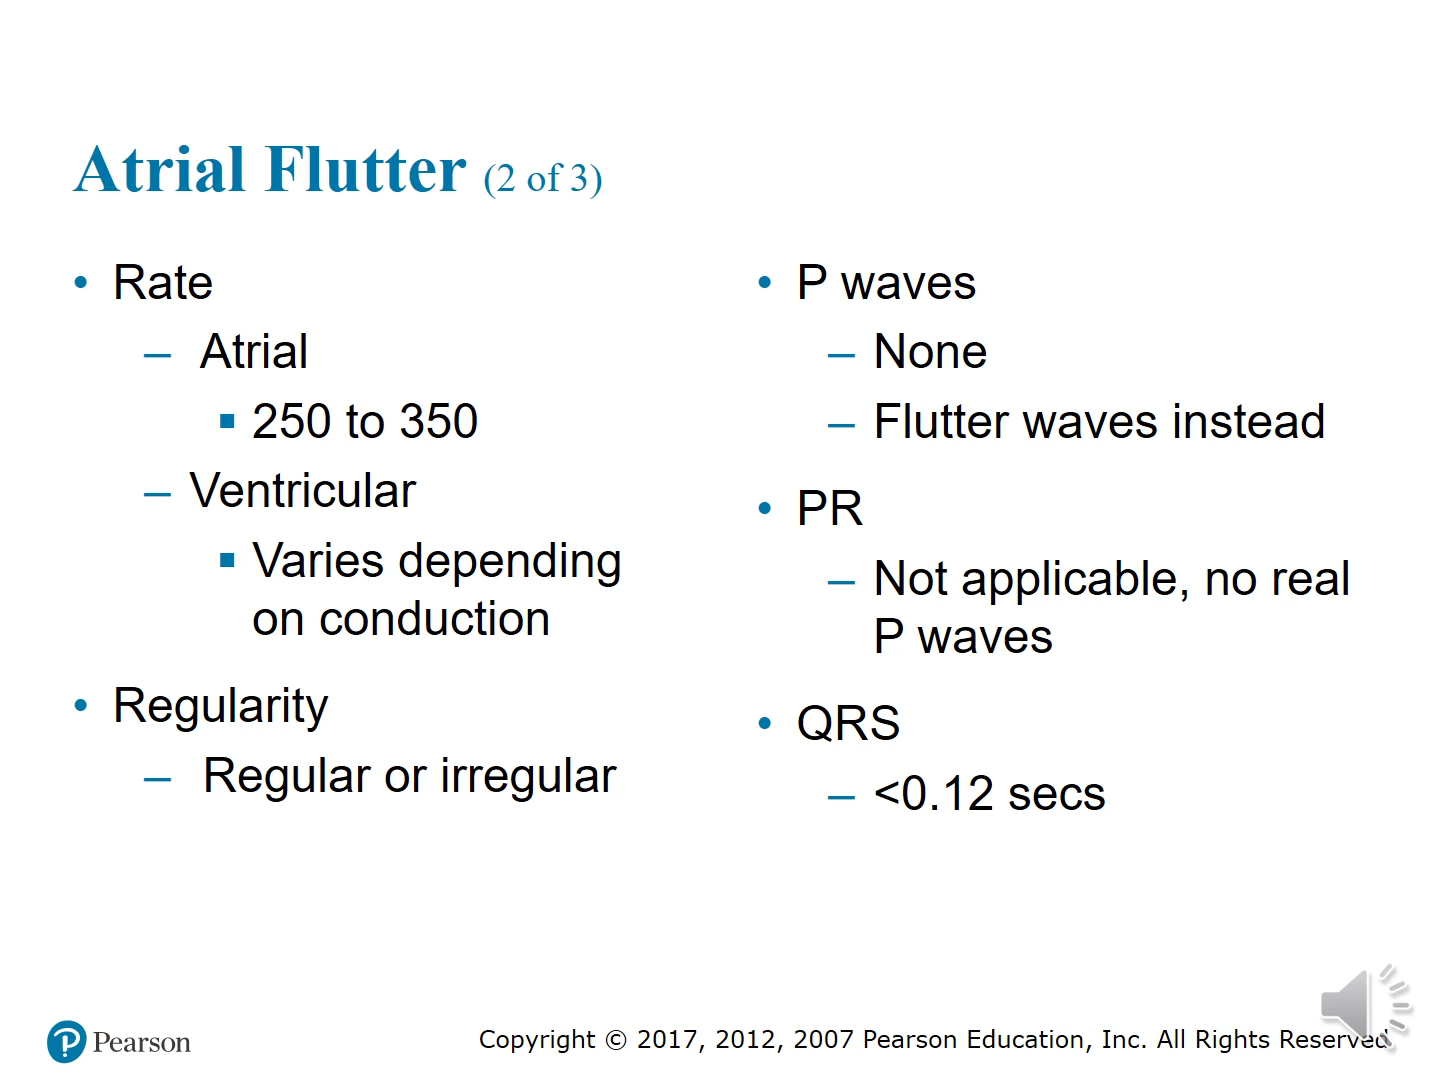 Atrial Flutter (2 of 3)
• Rate
– Atrial
▪ 250 to 350
– Ventricular
▪ Varies depending
on conduction
• Regularity
– Regular or irregular
• P waves
– None
– Flutter waves instead
• PR
– Not applicable, no real
P waves
• QRS
– <0.12 secs
Pearson
Copyright © 2017, 2012, 2007 Pearson Education, Inc. All Rights Reserved